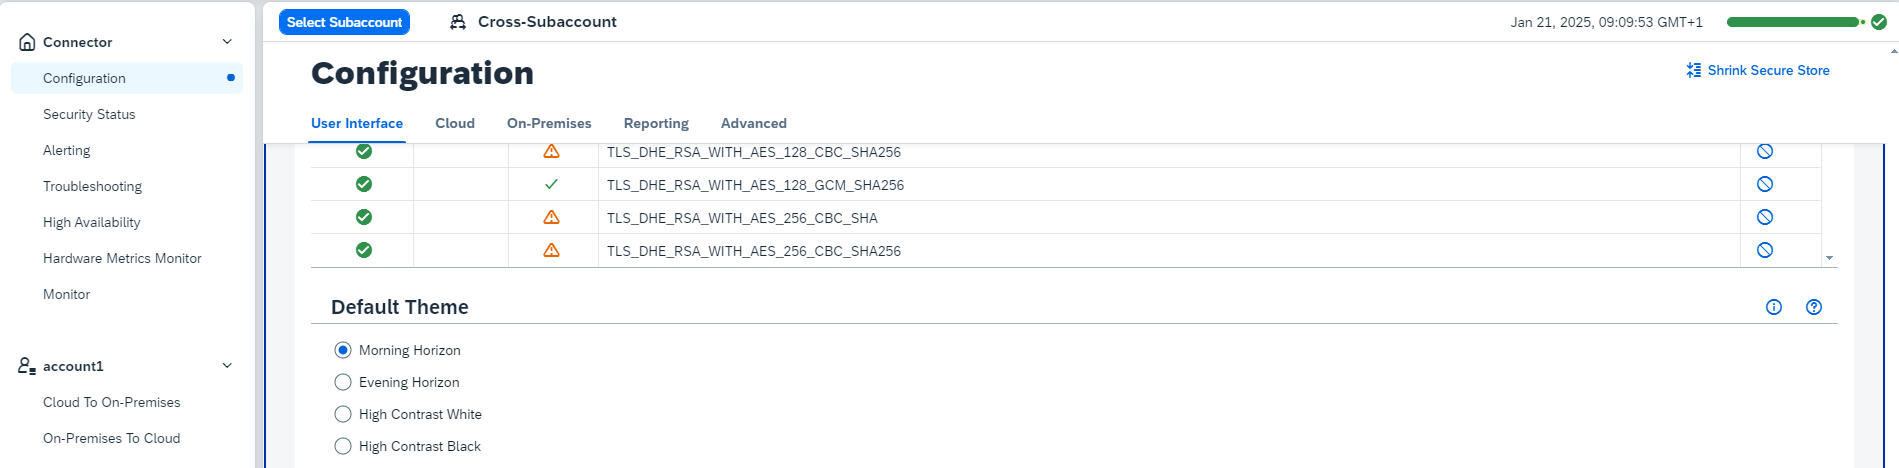 Select Subaccount
Cross-Subaccount
Jan 21, 2025, 09:09:53 GMT+1
Connector
Configuration
Security Status
Alerting
Troubleshooting
High Availability
Hardware Metrics Monitor
Monitor
account1
Cloud To On-Premises
On-Premises To Cloud
Configuration
Shrink Secure Store
User Interface
Cloud
On-Premises
Reporting
Advanced
TLS_DHE_RSA_WITH_AES_128_CBC_SHA256
TLS_DHE_RSA_WITH_AES_128_GCM_SHA256
TLS_DHE_RSA_WITH_AES_256_CBC_SHA
TLS_DHE_RSA_WITH_AES_256_CBC_SHA256
Default Theme
Morning Horizon
Evening Horizon
High Contrast White
High Contrast Black